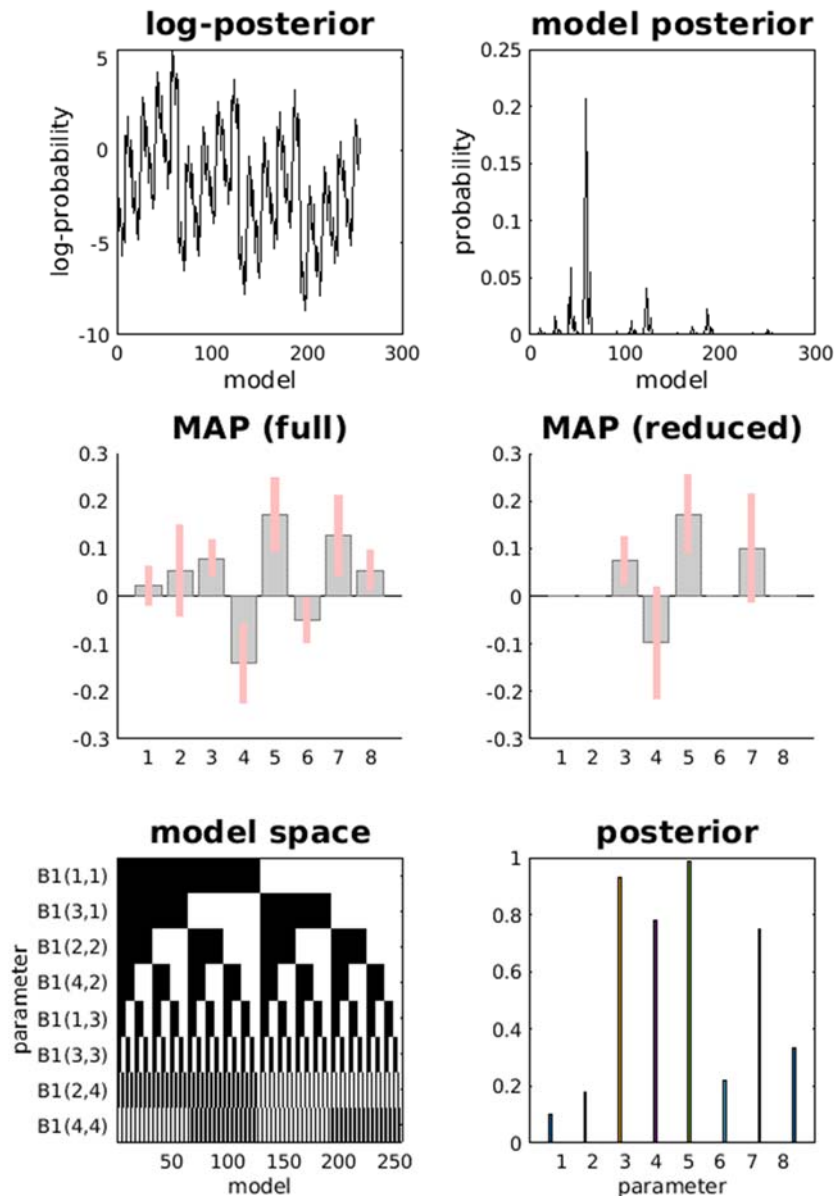 log-posterior
5
0
-5
-10
log-probability
0 100 200 300
model
model posterior
0.25
0.2
0.15
0.1
0.05
0
probability
0 100 200 300
model
MAP (full)
0.3
0.2
0.1
0
-0.1
-0.2
-0.3
1 2 3 4 5 6 7 8
MAP (reduced)
0.3
0.2
0.1
0
-0.1
-0.2
-0.3
1 2 3 4 5 6 7 8
model space
parameter
B1(1,1)
B1(3,1)
B1(2,2)
B1(4,2)
B1(1,3)
B1(3,3)
B1(2,4)
B1(4,4)
50 100 150 200 250
model
posterior
1
0.8
0.6
0.4
0.2
0
1 2 3 4 5 6 7 8
parameter